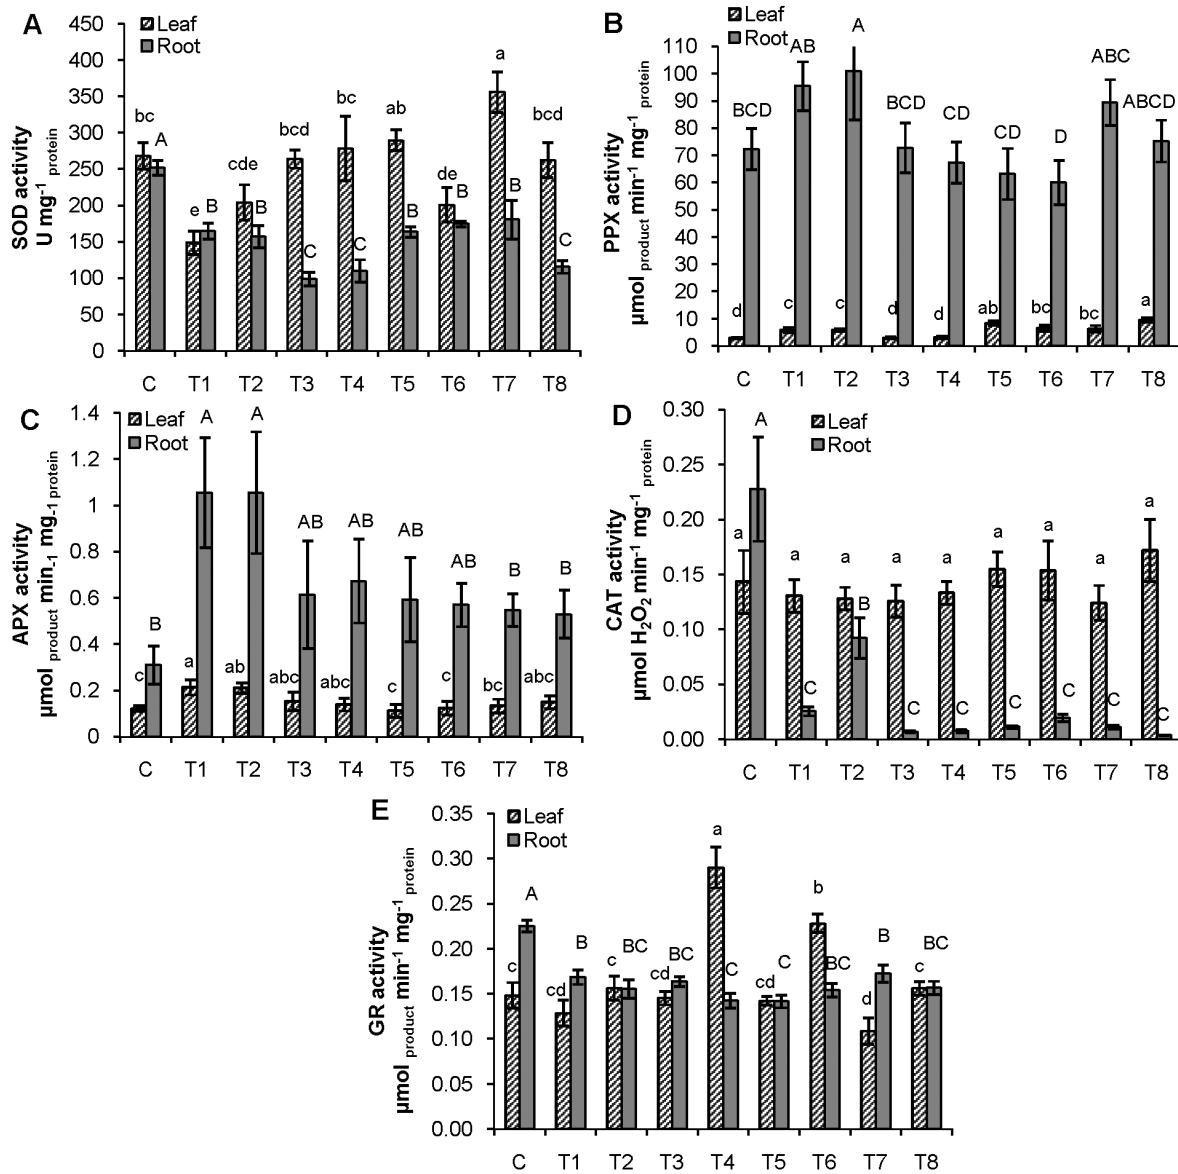 A
450
400
350
300
250
200
150
100
50
0
SOD activity
U mg-1 protein
Leaf
Root
bc A
e B
cde B
bcd C
bc C
ab B
de B
a B
bcd C
C T1 T2 T3 T4 T5 T6 T7 T8
B
110
100
90
80
70
60
50
40
30
20
10
0
PPX activity
µmol product min-1 mg-1 protein
Leaf
Root
d BCD
c AB
c A
d BCD
d CD
ab CD
bc D
bc ABC
a ABCD
C T1 T2 T3 T4 T5 T6 T7 T8
C
1.4
1.2
1
0.8
0.6
0.4
0.2
0
APX activity
µmol product min-1 mg-1 protein
Leaf
Root
c B
a A
ab A
abc AB
abc AB
c AB
c AB
bc B
abc B
C T1 T2 T3 T4 T5 T6 T7 T8
D
0.30
0.25
0.20
0.15
0.10
0.05
0.00
CAT activity
µmol H2O2 min-1 mg-1 protein
Leaf
Root
a A
a C
a B
a C
a C
a C
a C
a C
a C
C T1 T2 T3 T4 T5 T6 T7 T8
E
0.35
0.30
0.25
0.20
0.15
0.10
0.05
0.00
GR activity
µmol product min-1 mg-1 protein
Leaf
Root
c A
cd B
c BC
cd BC
a C
cd C
b BC
d B
c BC
C T1 T2 T3 T4 T5 T6 T7 T8